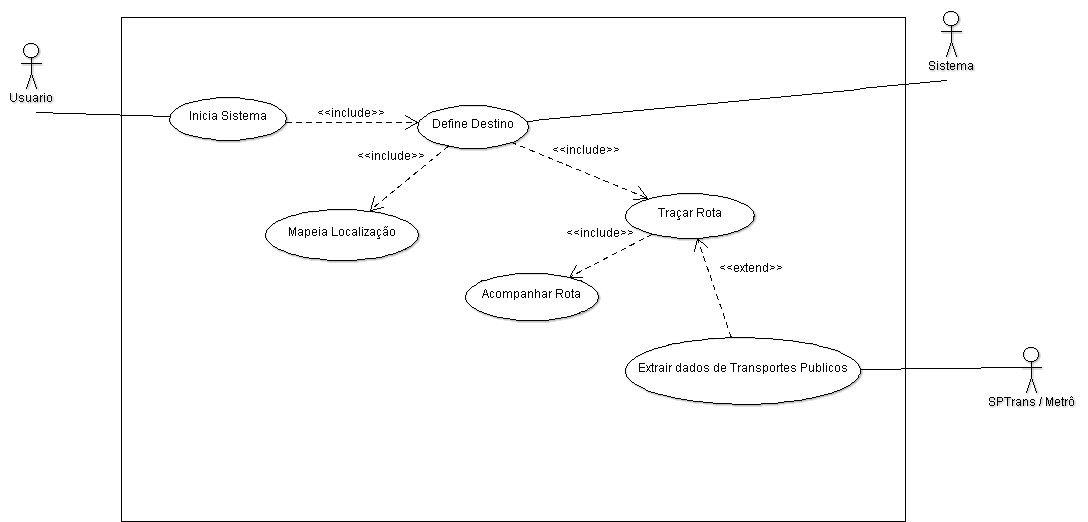 Sistema
Usuario
Inicia Sistema
<<include>>
Define Destino
<<include>>
<<include>>
Mapeia Localização
Traçar Rota
<<include>>
<<extend>>
Acompanhar Rota
Extrair dados de Transportes Publicos
SPTrans / Metrô